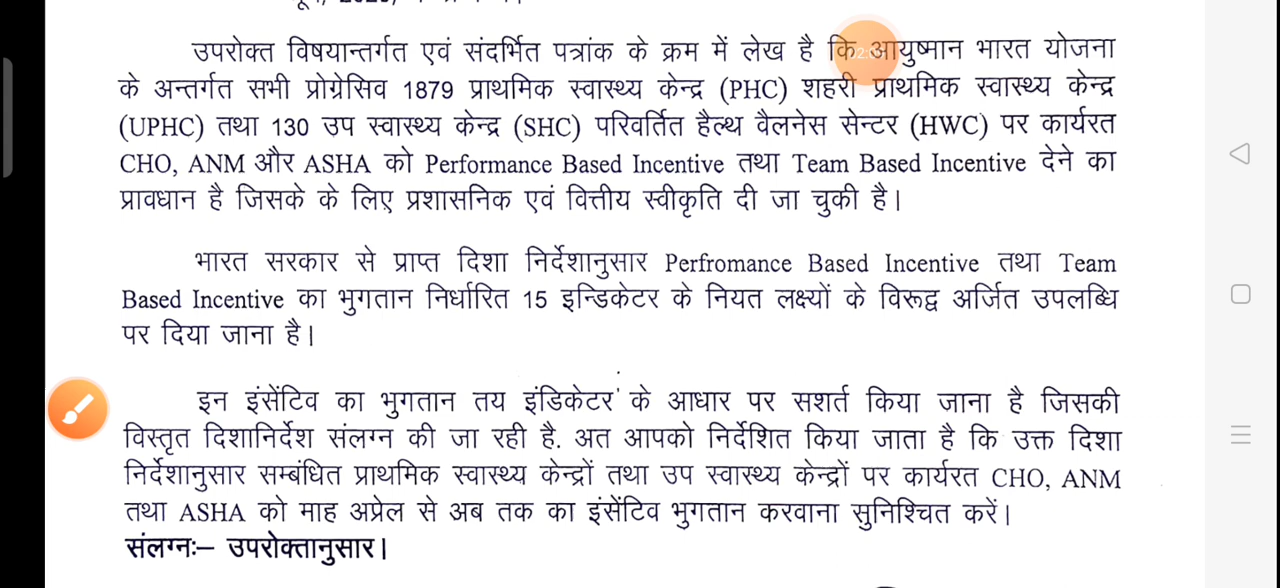 उपरोक्त विषयान्तर्गत एवं संदर्भित पत्रांक के क्रम में लेख है कि आयुष्मान भारत योजना
के अन्तर्गत सभी प्रोग्रेसिव 1879 प्राथमिक स्वास्थ्य केन्द्र (PHC) शहरी प्राथमिक स्वास्थ्य केन्द्र
(UPHC) तथा 130 उप स्वास्थ्य केन्द्र (SHC) परिवर्तित हैल्थ वैलनेस सेन्टर (HWC) पर कार्यरत
CHO, ANM और ASHA को Performance Based Incentive तथा Team Based Incentive देने का
प्रावधान है जिसके के लिए प्रशासनिक एवं वित्तीय स्वीकृति दी जा चुकी है।
भारत सरकार से प्राप्त दिशा निर्देशानुसार Perfromance Based Incentive तथा Team
Based Incentive का भुगतान निर्धारित 15 इन्डिकेटर के नियत लक्ष्यों के विरूद्व अर्जित उपलब्धि
पर दिया जाना है।
इन इंसेंटिव का भुगतान तय इंडिकेटर के आधार पर सशर्त किया जाना है जिसकी
विस्तृत दिशानिर्देश संलग्न की जा रही है. अत आपको निर्देशित किया जाता है कि उक्त दिशा
निर्देशानुसार सम्बंधित प्राथमिक स्वास्थ्य केन्द्रों तथा उप स्वास्थ्य केन्द्रों पर कार्यरत CHO, ANM
तथा ASHA को माह अप्रेल से अब तक का इंसेंटिव भुगतान करवाना सुनिश्चित करें।
संलग्नः– उपरोक्तानुसार।